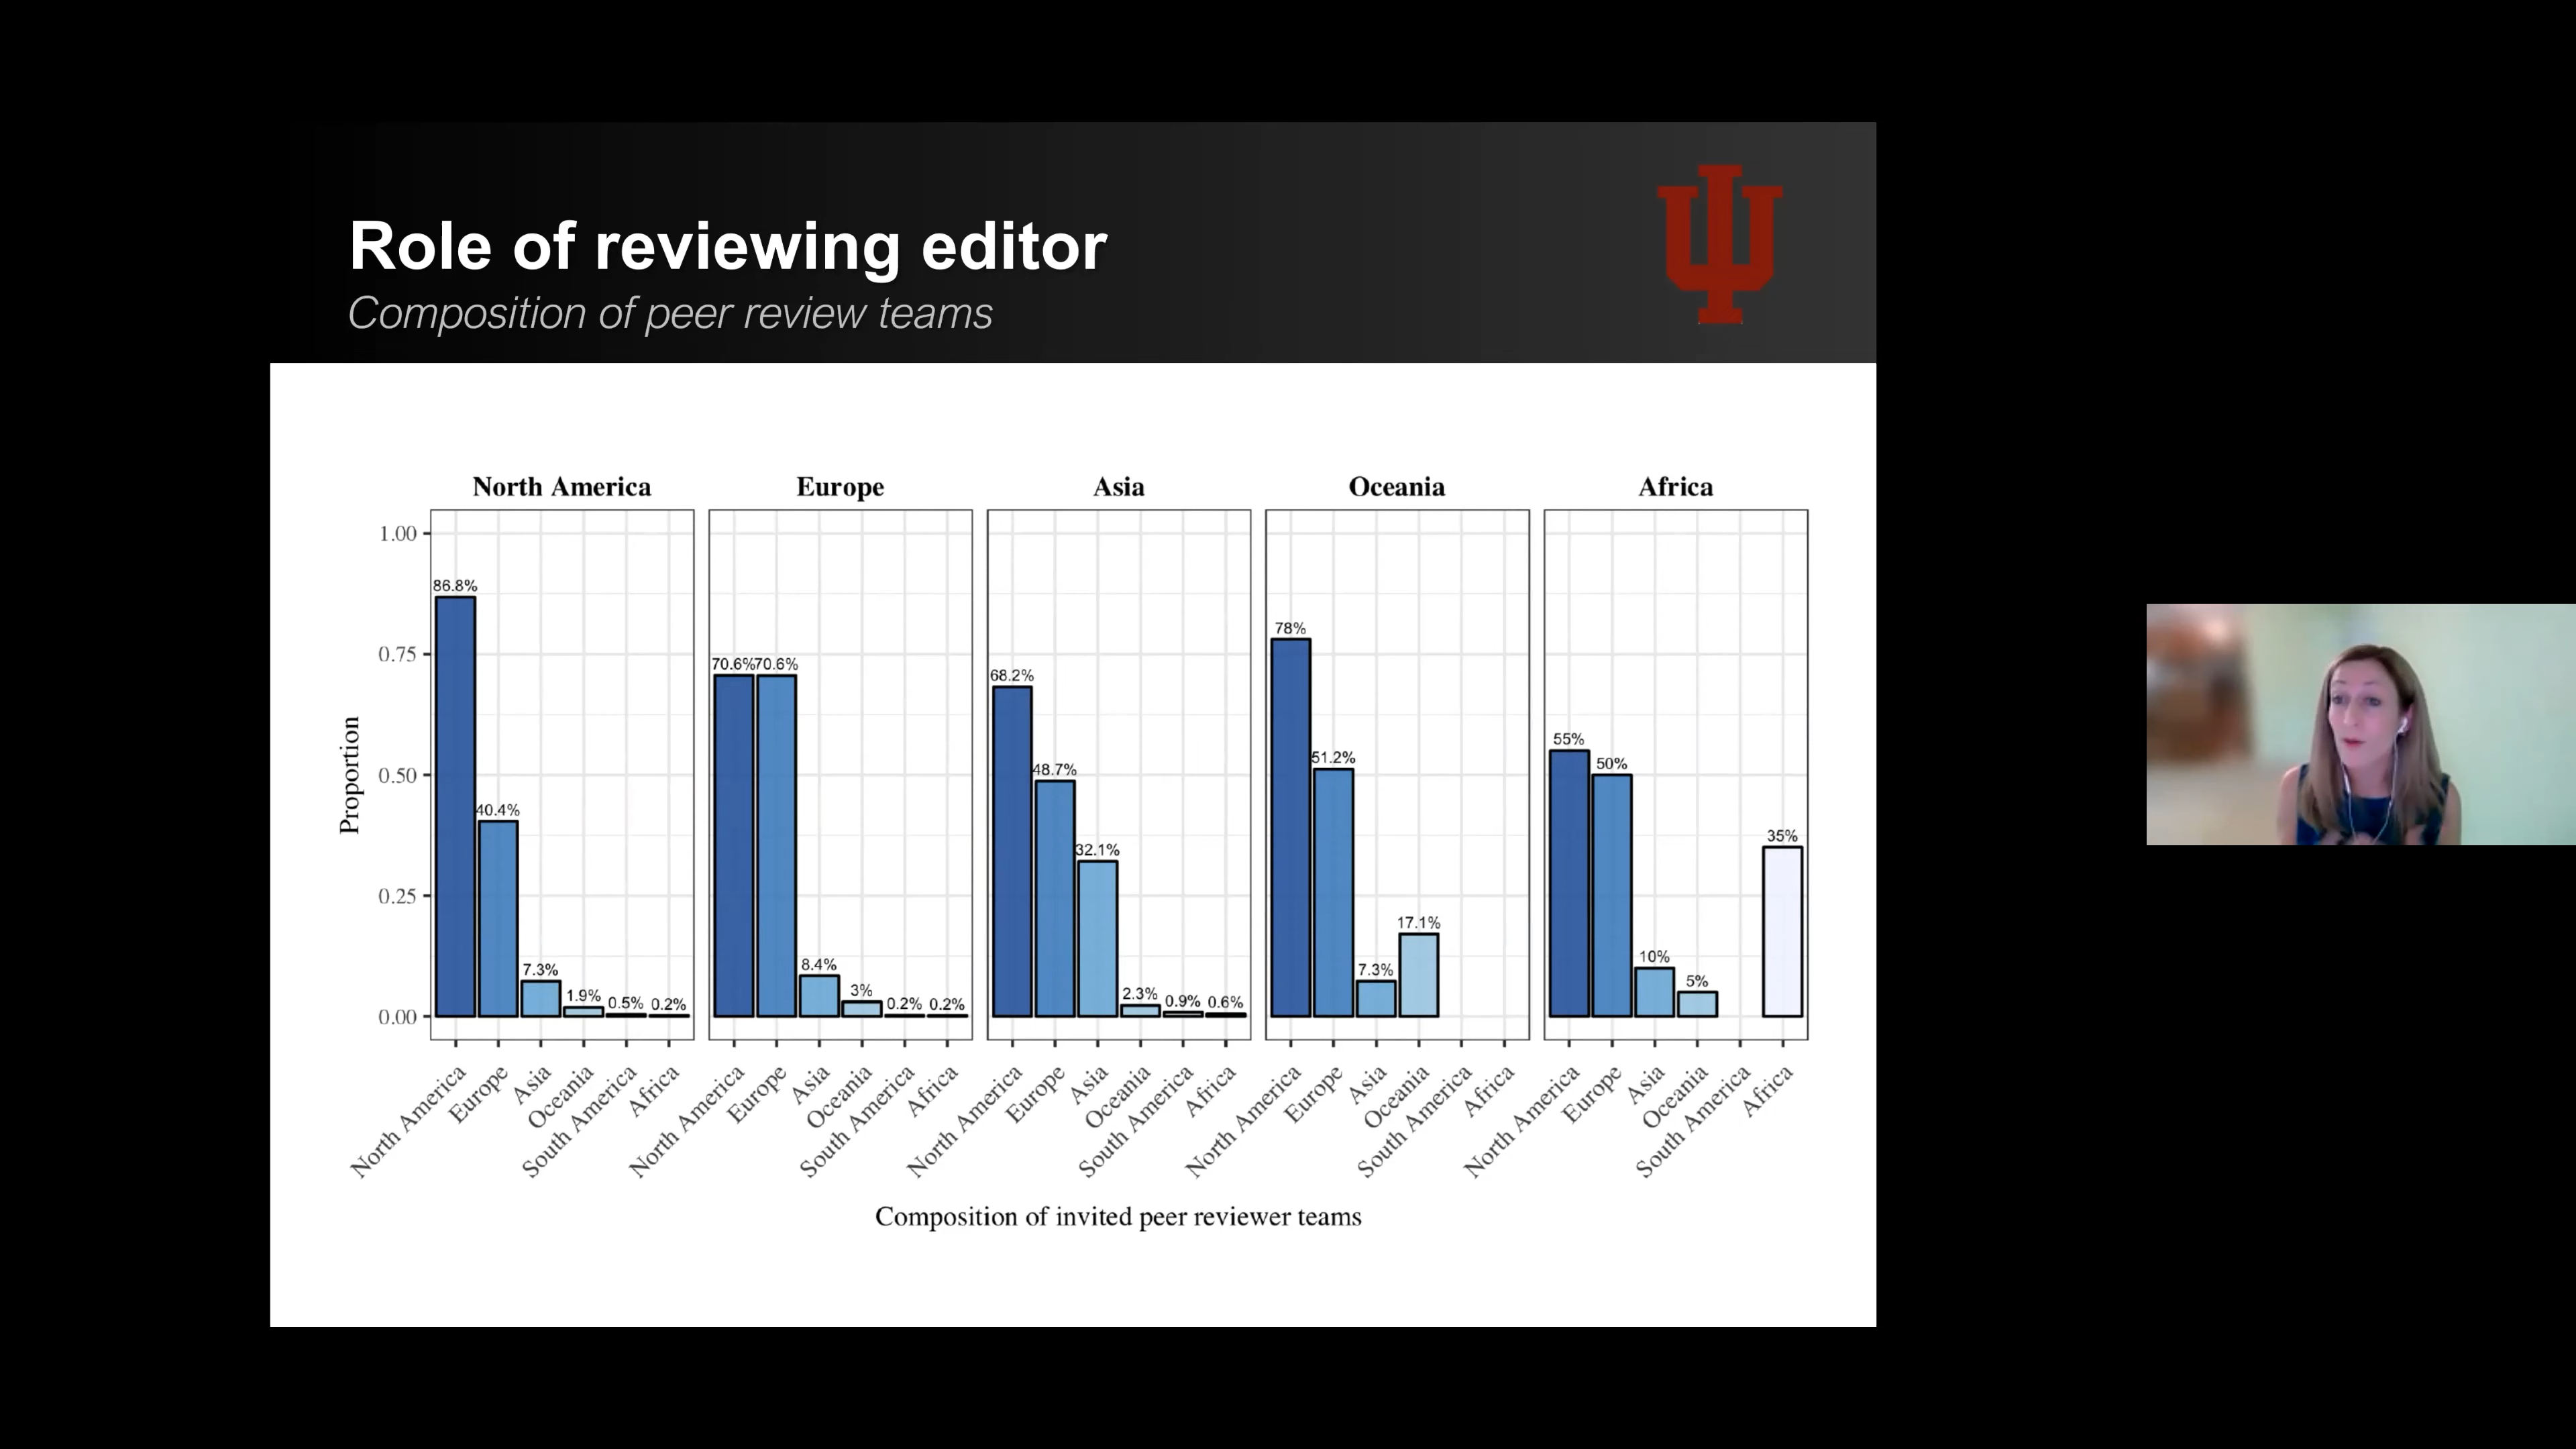 Role of reviewing editor
Composition of peer review teams
North America
Europe
Asia
Oceania
Africa
Proportion
1.00
0.75
0.50
0.25
0.00
86.8%
40.4%
7.3%
1.9%
0.5%
0.2%
70.6%
70.6%
8.4%
3%
0.2%
0.2%
68.2%
48.7%
32.1%
2.3%
0.9%
0.6%
78%
51.2%
7.3%
17.1%
55%
50%
10%
5%
35%
North America
Europe
Asia
Oceania
South America
Africa
North America
Europe
Asia
Oceania
South America
Africa
North America
Europe
Asia
Oceania
South America
Africa
North America
Europe
Asia
Oceania
South America
Africa
North America
Europe
Asia
Oceania
South America
Africa
Composition of invited peer reviewer teams